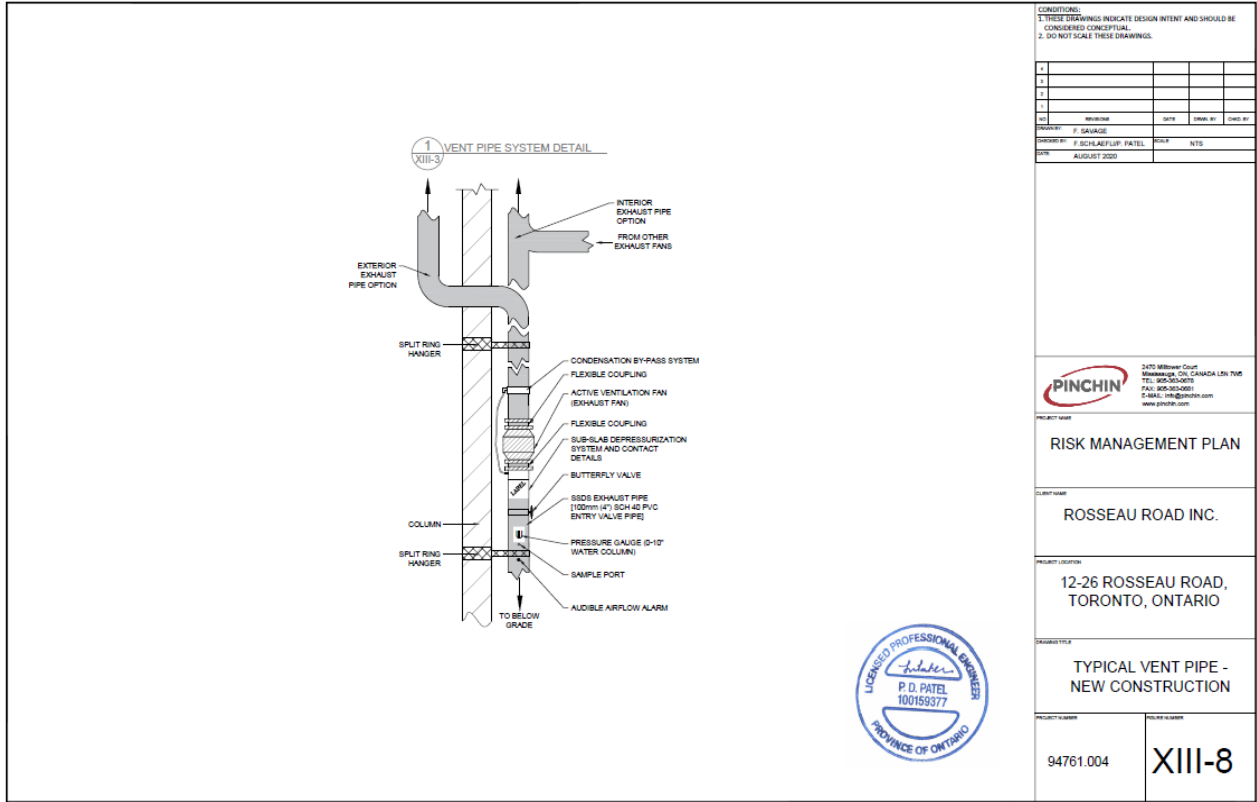 CONDITIONS:
1. THESE DRAWINGS INDICATE DESIGN INTENT AND SHOULD BE
CONSIDERED CONCEPTUAL.
2. DO NOT SCALE THESE DRAWINGS.
4
3
2
1
NO REVISIONS DATE DRWN. BY CHKD. BY
DRAWN BY: F. SAVAGE
CHECKED BY: F.SCHLAEFLI/P. PATEL SCALE NTS
DATE AUGUST 2020
1
XIII-3
VENT PIPE SYSTEM DETAIL
INTERIOR
EXHAUST PIPE
OPTION
FROM OTHER
EXHAUST FANS
EXTERIOR
EXHAUST
PIPE OPTION
SPLIT RING
HANGER
CONDENSATION BY-PASS SYSTEM
FLEXIBLE COUPLING
ACTIVE VENTILATION FAN
(EXHAUST FAN)
FLEXIBLE COUPLING
SUB-SLAB DEPRESSURIZATION
SYSTEM AND CONTACT
DETAILS
LABEL
BUTTERFLY VALVE
SSDS EXHAUST PIPE
[100mm (4") SCH 40 PVC
ENTRY VALVE PIPE]
COLUMN
PRESSURE GAUGE (0-10"
WATER COLUMN)
SPLIT RING
HANGER
SAMPLE PORT
AUDIBLE AIRFLOW ALARM
TO BELOW
GRADE
LICENSED PROFESSIONAL ENGINEER
P. D. PATEL
100159377
PROVINCE OF ONTARIO
PINCHIN
2470 Milltower Court
Mississauga, ON, CANADA L5N 7W5
TEL: 905-363-0678
FAX: 905-363-0681
E-MAIL: info@pinchin.com
www.pinchin.com
PROJECT NAME
RISK MANAGEMENT PLAN
CLIENT NAME
ROSSEAU ROAD INC.
PROJECT LOCATION
12-26 ROSSEAU ROAD,
TORONTO, ONTARIO
DRAWING TITLE
TYPICAL VENT PIPE -
NEW CONSTRUCTION
PROJECT NUMBER
94761.004
FIGURE NUMBER
XIII-8